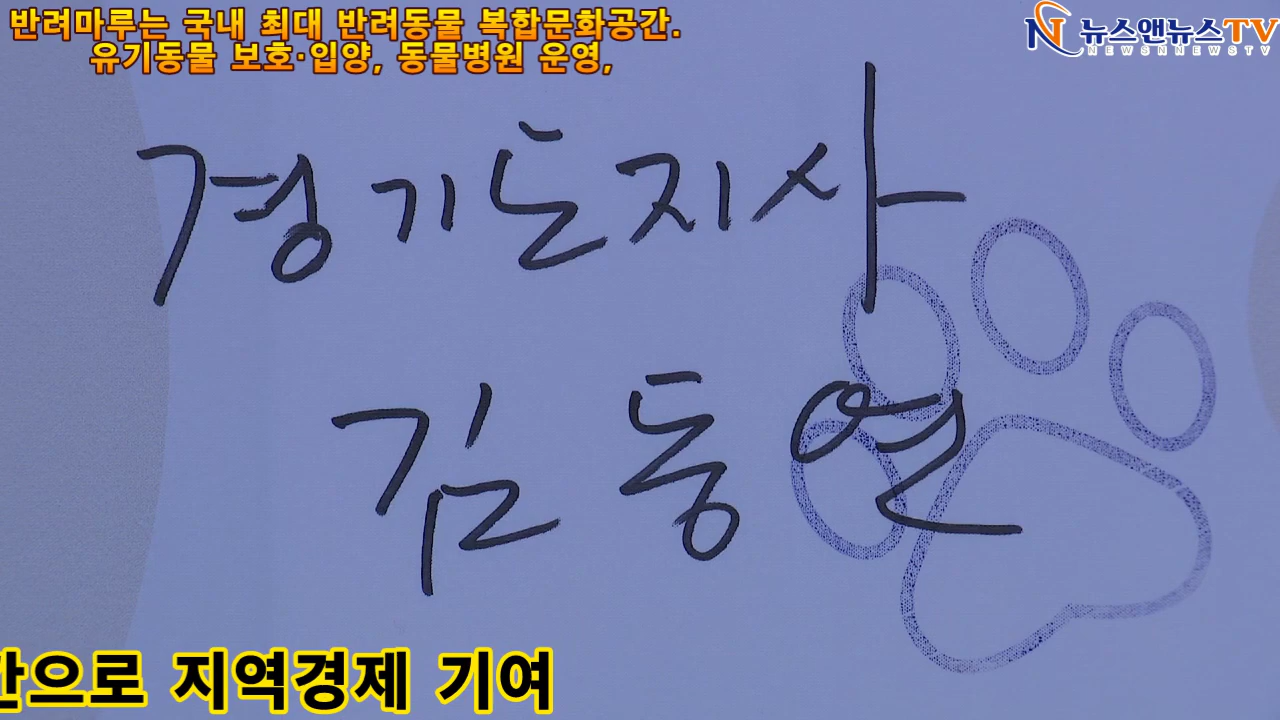 반려마루는 국내 최대 반려동물 복합문화공간.
유기동물 보호·입양, 동물병원 운영,
뉴스앤뉴스TV
NEWSNNEWSTV
경기도지사
김동연
간으로 지역경제 기여